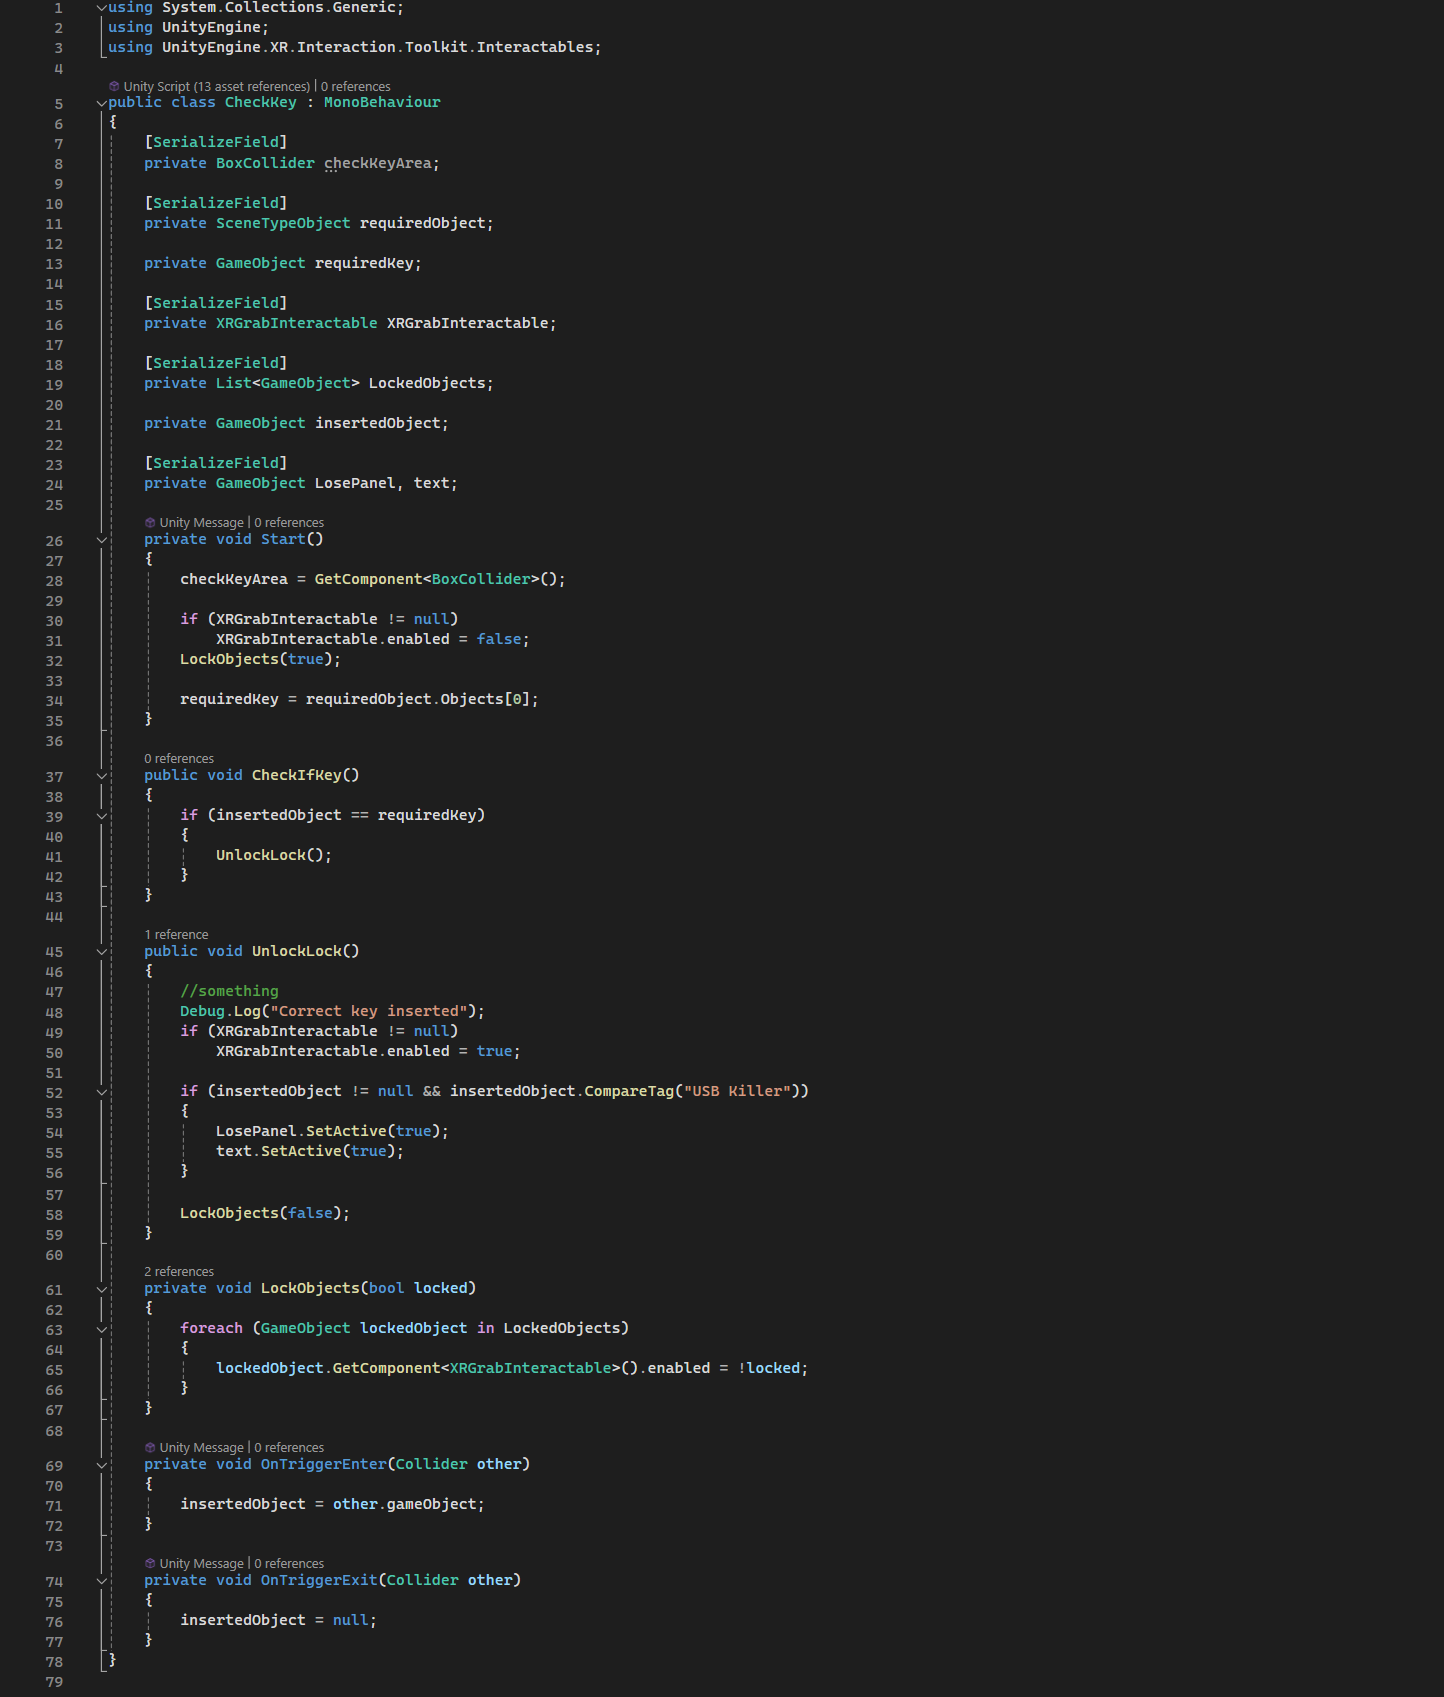 1 using System.Collections.Generic;
2 using UnityEngine;
3 using UnityEngine.XR.Interaction.Toolkit.Interactables;
4
Unity Script (13 asset references) | 0 references
5 public class CheckKey : MonoBehaviour
6 {
7 [SerializeField]
8 private BoxCollider checkKeyArea;
9
10 [SerializeField]
11 private SceneTypeObject requiredObject;
12
13 private GameObject requiredKey;
14
15 [SerializeField]
16 private XRGrabInteractable XRGrabInteractable;
17
18 [SerializeField]
19 private List<GameObject> LockedObjects;
20
21 private GameObject insertedObject;
22
23 [SerializeField]
24 private GameObject LosePanel, text;
25
Unity Message | 0 references
26 private void Start()
27 {
28 checkKeyArea = GetComponent<BoxCollider>();
29
30 if (XRGrabInteractable != null)
31 XRGrabInteractable.enabled = false;
32 LockObjects(true);
33
34 requiredKey = requiredObject.Objects[0];
35 }
36
0 references
37 public void CheckIfKey()
38 {
39 if (insertedObject == requiredKey)
40 {
41 UnlockLock();
42 }
43 }
44
1 reference
45 public void UnlockLock()
46 {
47 //something
48 Debug.Log("Correct key inserted");
49 if (XRGrabInteractable != null)
50 XRGrabInteractable.enabled = true;
51
52 if (insertedObject != null && insertedObject.CompareTag("USB Killer"))
53 {
54 LosePanel.SetActive(true);
55 text.SetActive(true);
56 }
57
58 LockObjects(false);
59 }
60
2 references
61 private void LockObjects(bool locked)
62 {
63 foreach (GameObject lockedObject in LockedObjects)
64 {
65 lockedObject.GetComponent<XRGrabInteractable>().enabled = !locked;
66 }
67 }
68
Unity Message | 0 references
69 private void OnTriggerEnter(Collider other)
70 {
71 insertedObject = other.gameObject;
72 }
73
Unity Message | 0 references
74 private void OnTriggerExit(Collider other)
75 {
76 insertedObject = null;
77 }
78 }
79